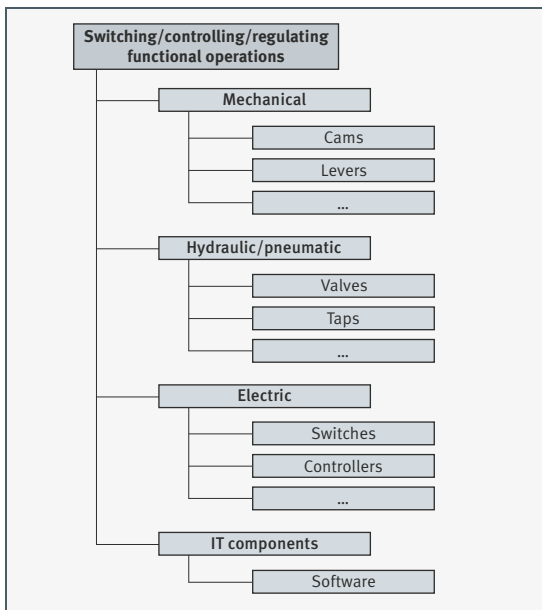 Switching/controlling/regulating
functional operations
Mechanical
Cams
Levers
...
Hydraulic/pneumatic
Valves
Taps
...
Electric
Switches
Controllers
...
IT components
Software